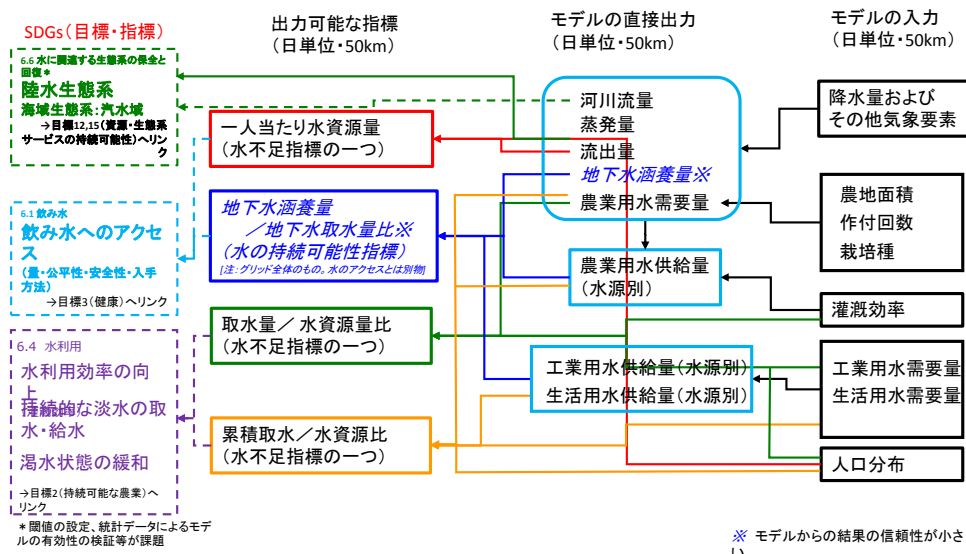 SDGs(目標・指標)
出力可能な指標
(日単位・50km)
モデルの直接出力
(日単位・50km)
モデルの入力
(日単位・50km)
6.6 水に関連する生態系の保全と
回復*
陸水生態系
海域生態系:汽水域
→目標12,15(資源・生態系
サービスの持続可能性)へリン
ク
6.1 飲み水
飲み水へのアクセ
ス
(量・公平性・安全性・入手
方法)
→目標3(健康)へリンク
6.4 水利用
水利用効率の向
上
持続的な淡水の取
水・給水
渇水状態の緩和
→目標2(持続可能な農業)へ
リンク
*閾値の設定、統計データによるモデ
ルの有効性の検証等が課題
一人当たり水資源量
(水不足指標の一つ)
地下水涵養量
/地下水取水量比※
(水の持続可能性指標)
[注:グリッド全体のもの。水のアクセスとは別物]
取水量/水資源量比
(水不足指標の一つ)
累積取水/水資源比
(水不足指標の一つ)
河川流量
蒸発量
流出量
地下水涵養量※
農業用水需要量
農業用水供給量
(水源別)
工業用水供給量(水源別)
生活用水供給量(水源別)
降水量および
その他気象要素
農地面積
作付回数
栽培種
灌漑効率
工業用水需要量
生活用水需要量
人口分布
※ モデルからの結果の信頼性が小さ
い